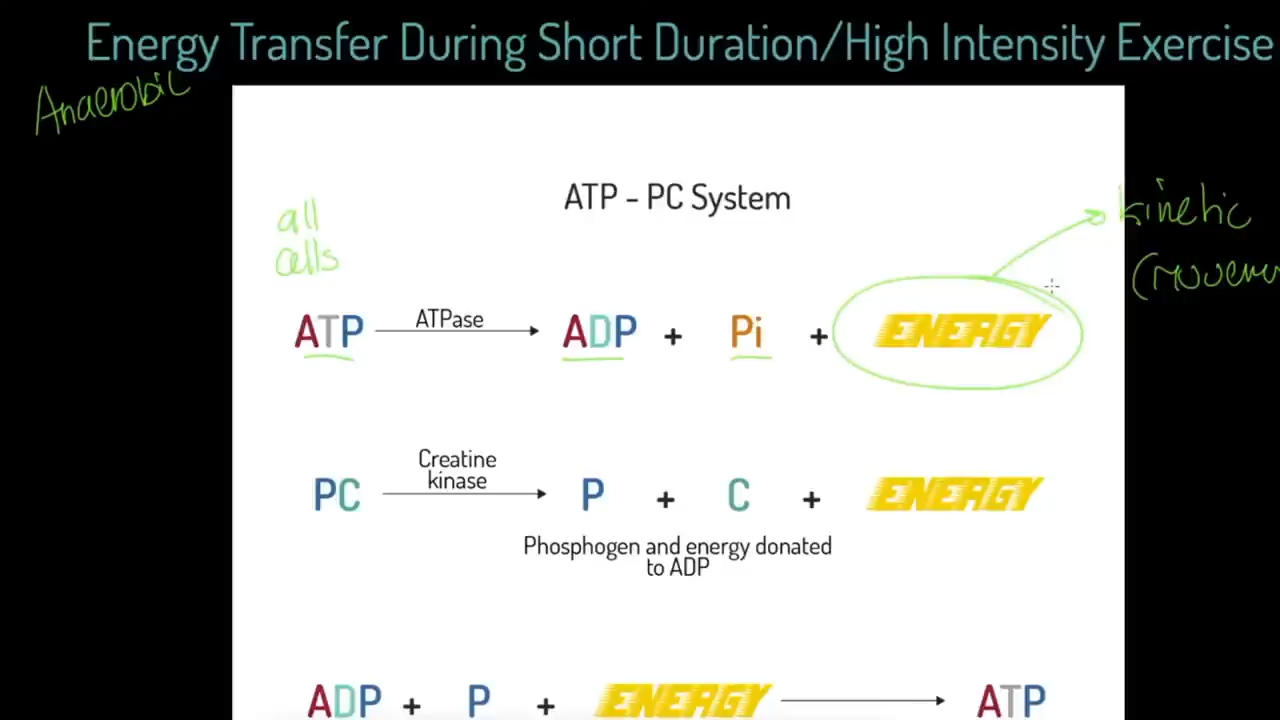 Energy Transfer During Short Duration/High Intensity Exercise
Anaerobic
ATP - PC System
all
cells
kinetic
ATP ATPase ADP + Pi + ENERGY
Creatine
kinase
PC P + C + ENERGY
Phosphogen and energy donated
to ADP
ADP + P + ENERGY ATP